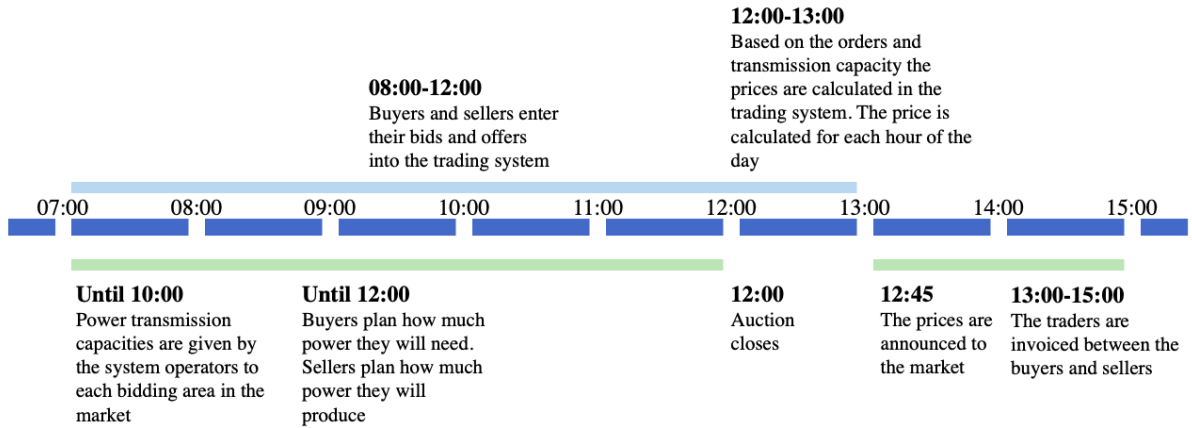 12:00-13:00
Based on the orders and
transmission capacity the
prices are calculated in the
trading system. The price is
calculated for each hour of the
day
08:00-12:00
Buyers and sellers enter
their bids and offers
into the trading system
07:00 08:00 09:00 10:00 11:00 12:00 13:00 14:00 15:00
Until 10:00
Power transmission
capacities are given by
the system operators to
each bidding area in the
market
Until 12:00
Buyers plan how much
power they will need.
Sellers plan how much
power they will
produce
12:00
Auction
closes
12:45
The prices are
announced to
the market
13:00-15:00
The traders are
invoiced between the
buyers and sellers